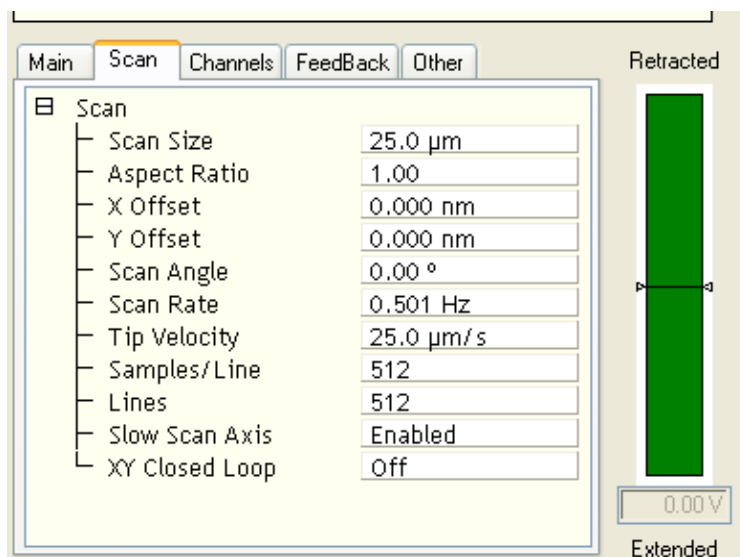 Main Scan Channels FeedBack Other
Retracted
Scan
Scan Size 25.0 µm
Aspect Ratio 1.00
X Offset 0.000 nm
Y Offset 0.000 nm
Scan Angle 0.00 º
Scan Rate 0.501 Hz
Tip Velocity 25.0 µm/s
Samples/Line 512
Lines 512
Slow Scan Axis Enabled
XY Closed Loop Off
0.00 V
Extended